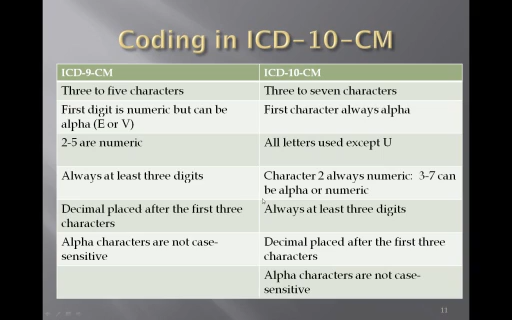 Coding in ICD-10-CM
ICD-9-CM
ICD-10-CM
Three to five characters
Three to seven characters
First digit is numeric but can be
alpha (E or V)
First character always alpha
2-5 are numeric
All letters used except U
Always at least three digits
Character 2 always numeric: 3-7 can
be alpha or numeric
Decimal placed after the first three
characters
Always at least three digits
Alpha characters are not case-
sensitive
Decimal placed after the first three
characters
Alpha characters are not case-
sensitive
11